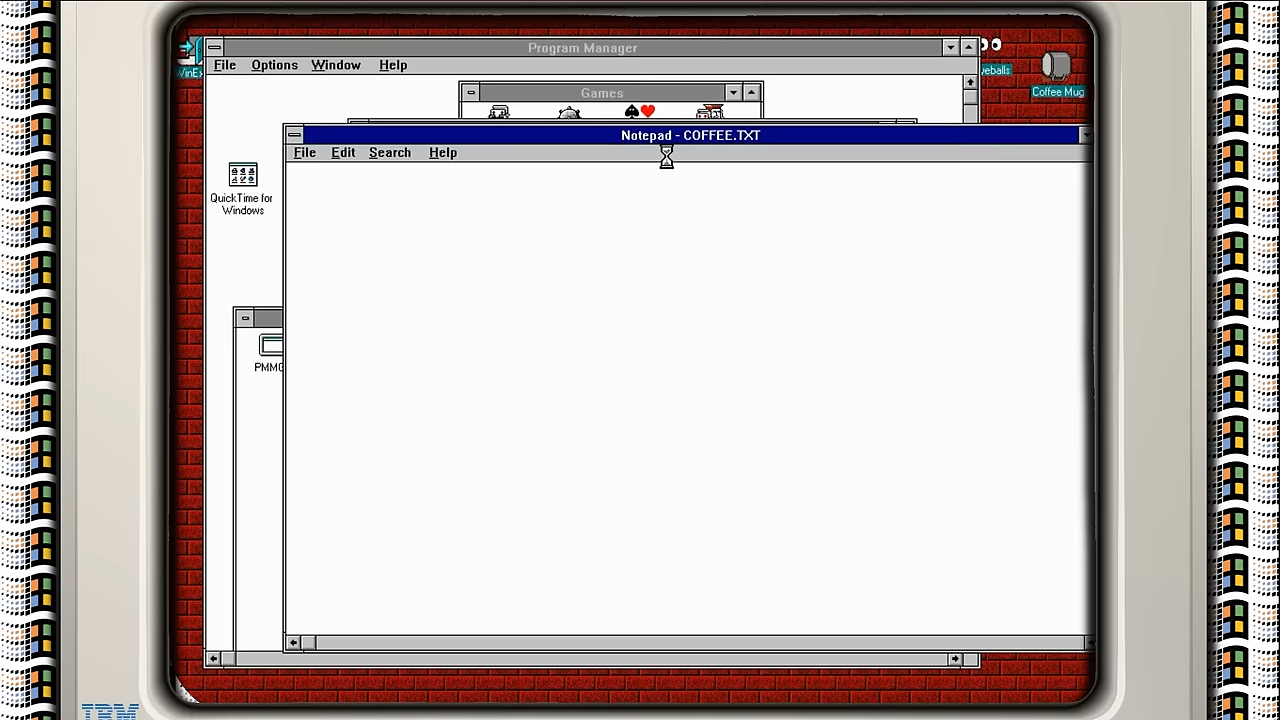 Program Manager
File Options Window Help
Games
Coffee Mug
Notepad - COFFEE.TXT
File Edit Search Help
QuickTime for
Windows